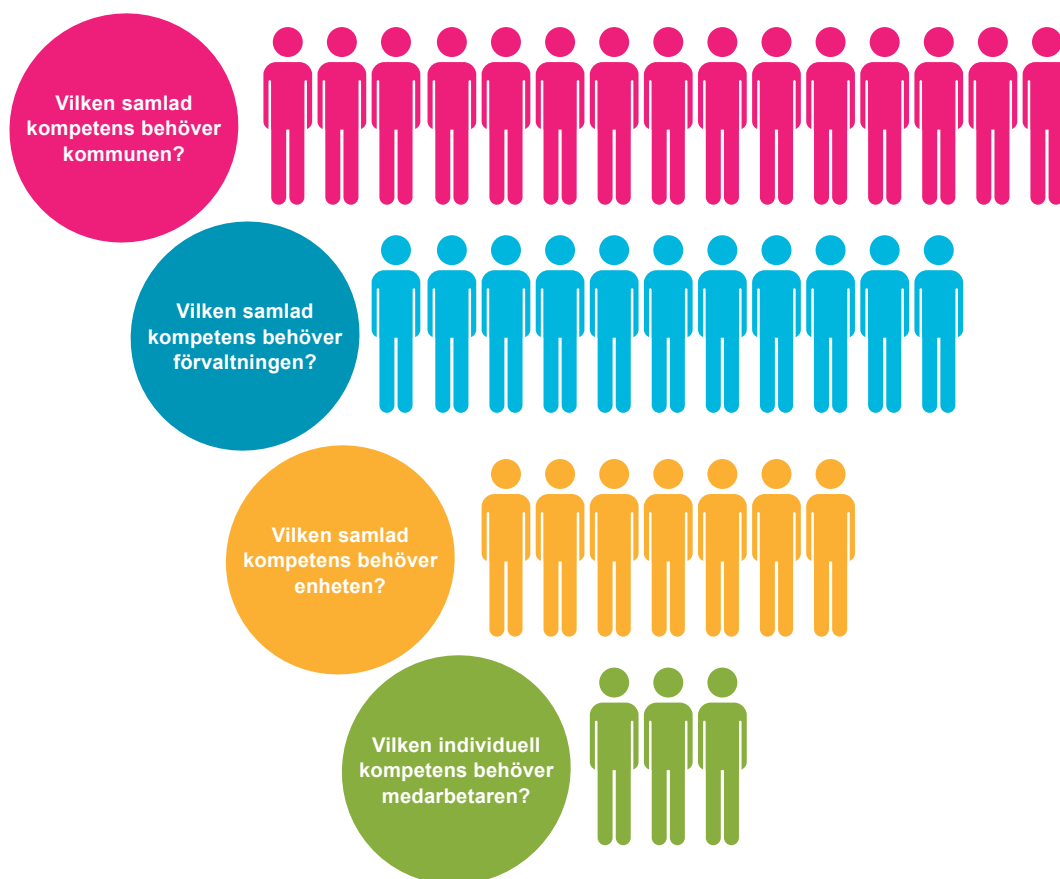 Vilken samlad
kompetens behöver
kommunen?
Vilken samlad
kompetens behöver
förvaltningen?
Vilken samlad
kompetens behöver
enheten?
Vilken individuell
kompetens behöver
medarbetaren?